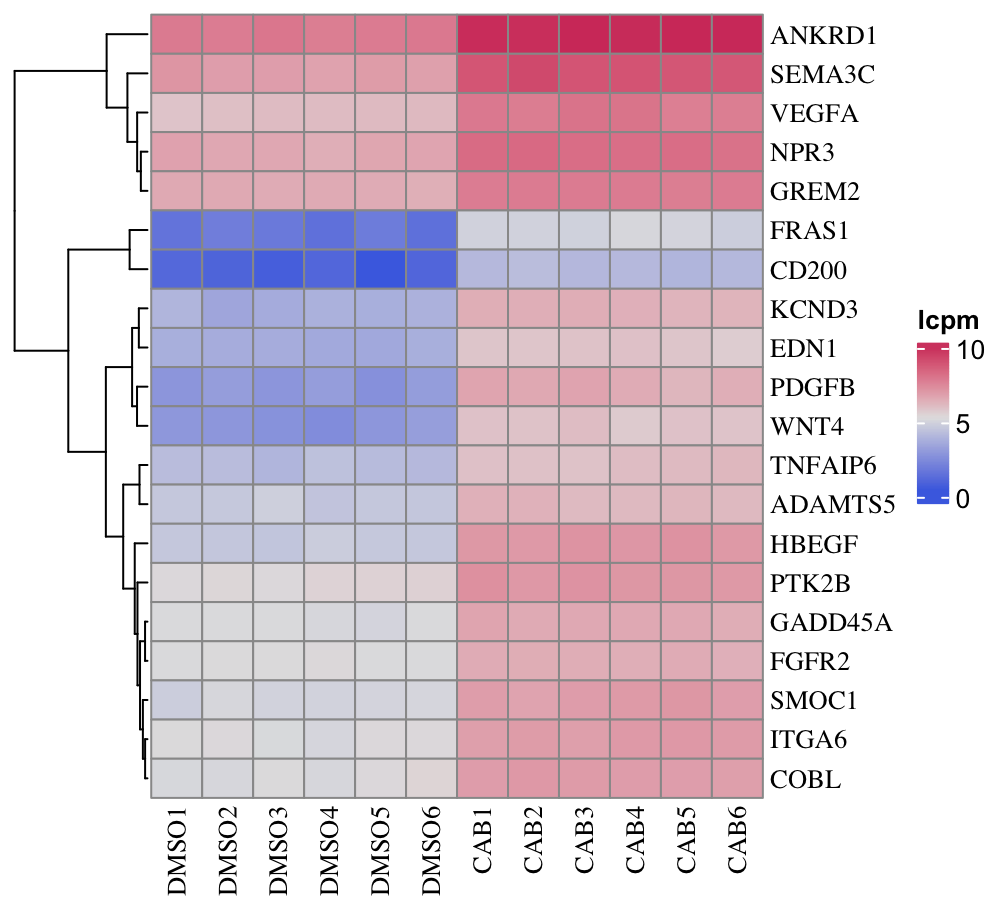 ANKRD1
SEMA3C
VEGFA
NPR3
GREM2
FRAS1
CD200
KCND3
EDN1
PDGFB
WNT4
TNFAIP6
ADAMTS5
HBEGF
PTK2B
GADD45A
FGFR2
SMOC1
ITGA6
COBL
DMSO1
DMSO2
DMSO3
DMSO4
DMSO5
DMSO6
CAB1
CAB2
CAB3
CAB4
CAB5
CAB6
lcpm
10
5
0